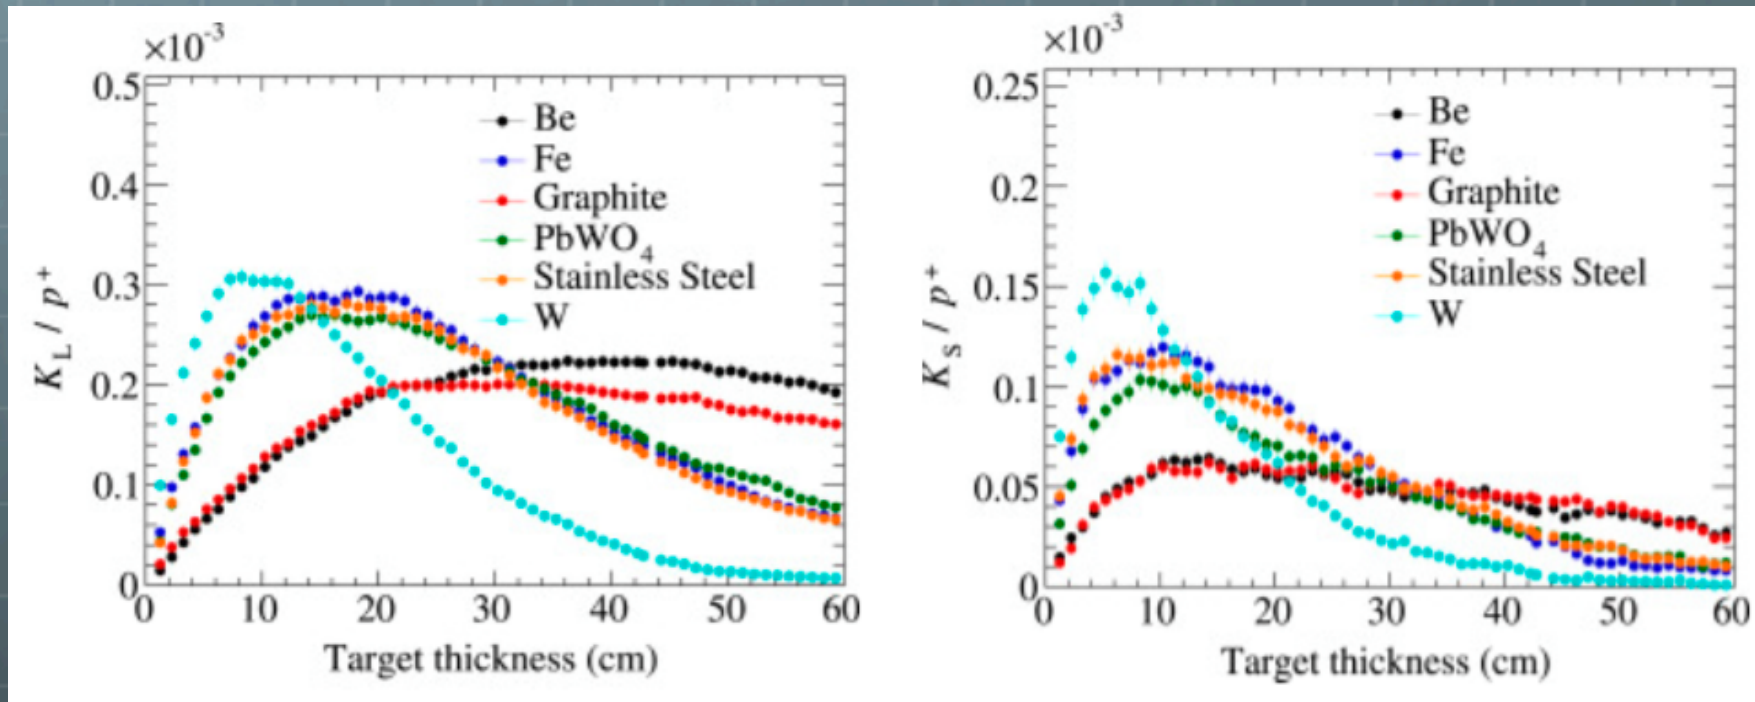 ×10⁻³
0.5
0.4
0.3
0.2
0.1
0
K_L / p⁺
Be
Fe
Graphite
PbWO₄
Stainless Steel
W
0 10 20 30 40 50 60
Target thickness (cm)
×10⁻³
0.25
0.2
0.15
0.1
0.05
0
K_S / p⁺
Be
Fe
Graphite
PbWO₄
Stainless Steel
W
0 10 20 30 40 50 60
Target thickness (cm)